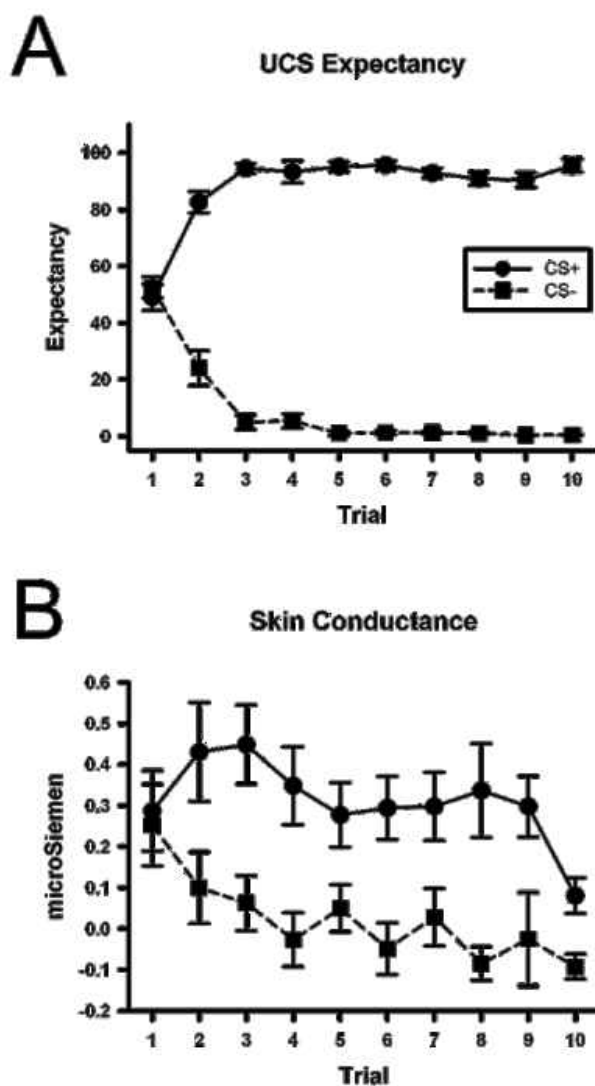 A
UCS Expectancy
Expectancy
100
80
60
40
20
0
CS+
CS-
1 2 3 4 5 6 7 8 9 10
Trial
B
Skin Conductance
microSiemen
0.6
0.5
0.4
0.3
0.2
0.1
0.0
-0.1
-0.2
1 2 3 4 5 6 7 8 9 10
Trial